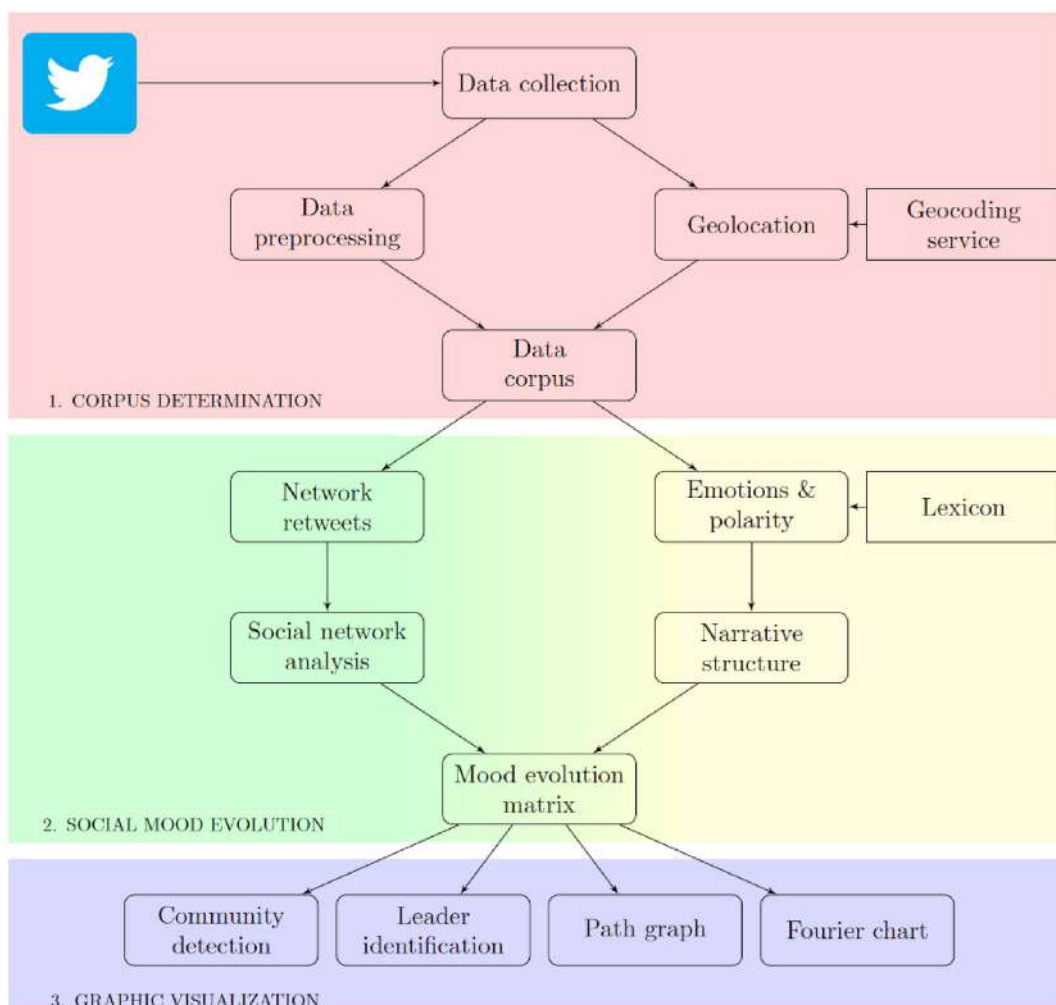 Data collection
Data
preprocessing
Geolocation
Geocoding
service
Data
corpus
1. CORPUS DETERMINATION
Network
retweets
Emotions &
polarity
Lexicon
Social network
analysis
Narrative
structure
Mood evolution
matrix
2. SOCIAL MOOD EVOLUTION
Community
detection
Leader
identification
Path graph
Fourier chart
3. GRAPHIC VISUALIZATION